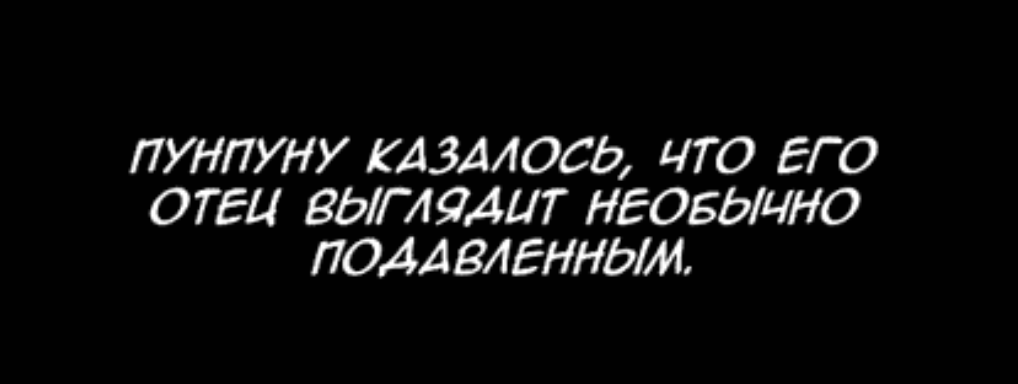 ПУНПУНУ КАЗАЛОСЬ, ЧТО ЕГО
ОТЕЦ ВЫГЛЯДИТ НЕОБЫЧНО
ПОДАВЛЕННЫМ.